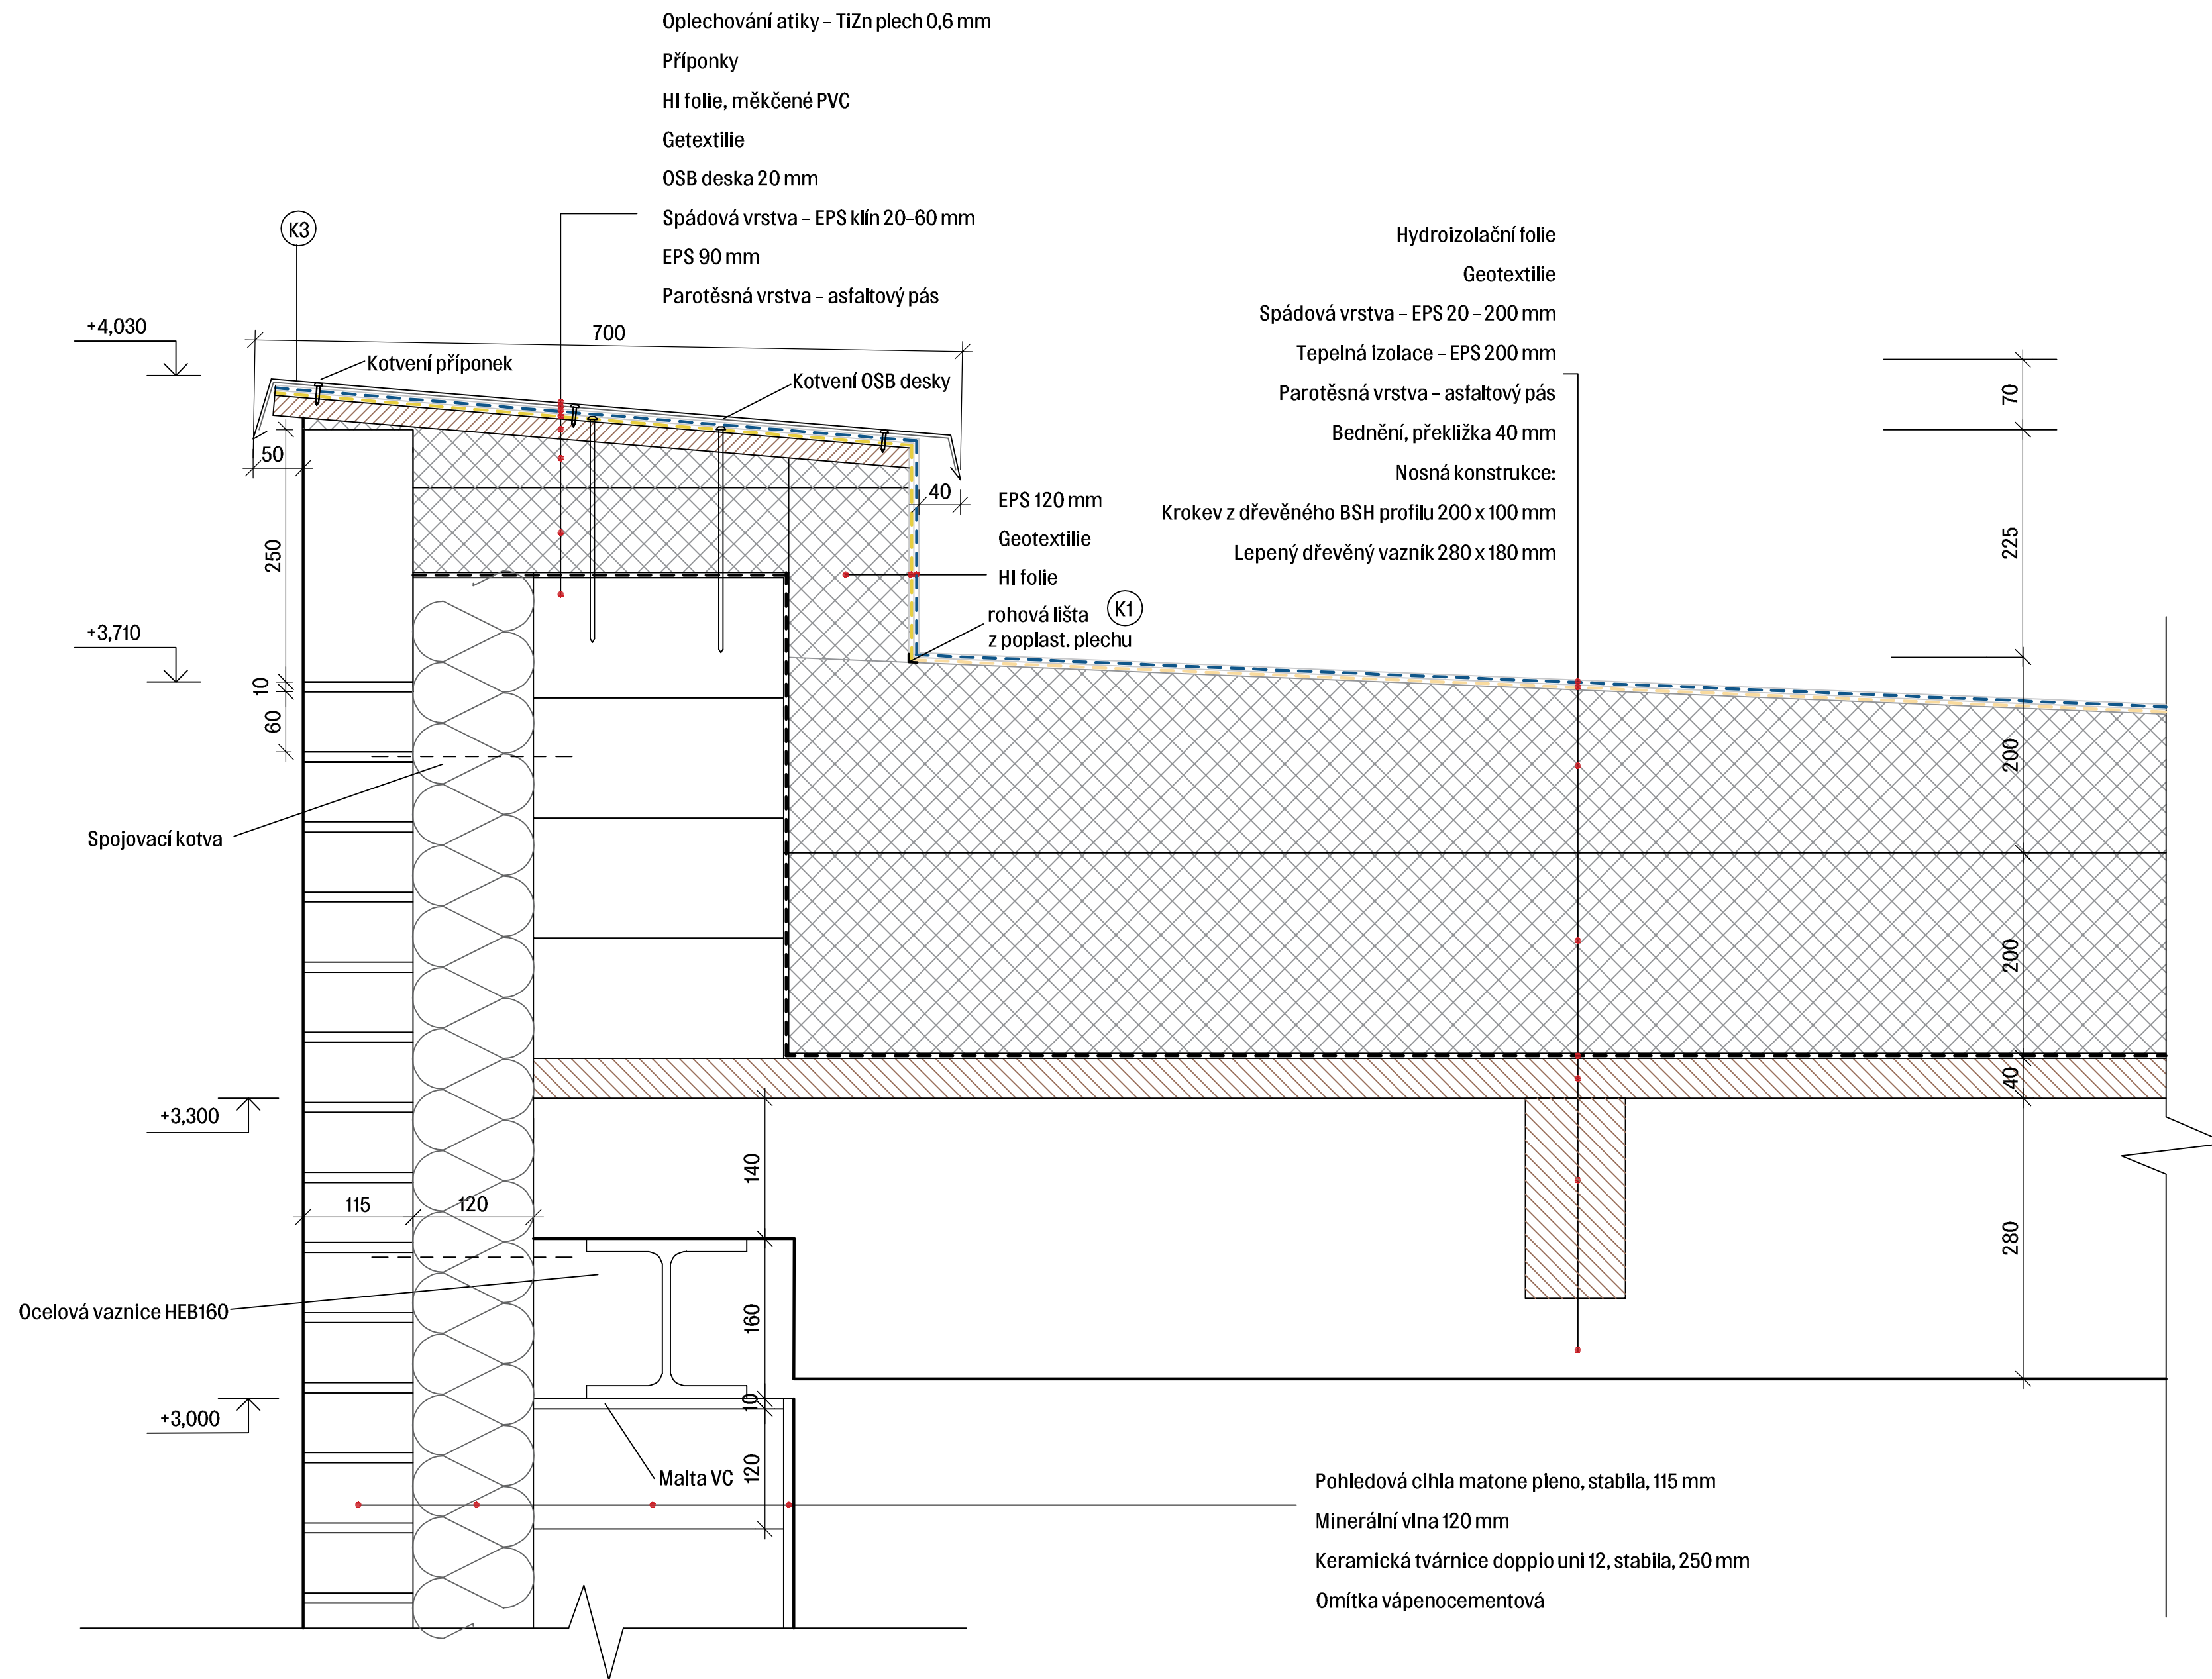 Oplechování atiky – TiZn plech 0,6 mm
Příponky
HI folie, měkčené PVC
Getextilie
OSB deska 20 mm
Spádová vrstva – EPS klín 20–60 mm
EPS 90 mm
Parotěsná vrstva – asfaltový pás
K3
Hydroizolační folie
Geotextilie
Spádová vrstva – EPS 20 – 200 mm
Tepelná izolace – EPS 200 mm
Parotěsná vrstva – asfaltový pás
Bednění, překližka 40 mm
Nosná konstrukce:
Krokev z dřevěného BSH profilu 200 x 100 mm
Lepený dřevěný vazník 280 x 180 mm
+4,030
700
Kotvení příponek
Kotvení OSB desky
70
50
40
EPS 120 mm
Geotextilie
HI folie
rohová lišta
z poplast. plechu
K1
250
225
+3,710
10
60
200
Spojovací kotva
200
40
+3,300
140
115
120
280
Ocelová vaznice HEB160
160
10
+3,000
Malta VC
120
Pohledová cihla matone pieno, stabila, 115 mm
Minerální vlna 120 mm
Keramická tvárnice doppio uni 12, stabila, 250 mm
Omítka vápenocementová